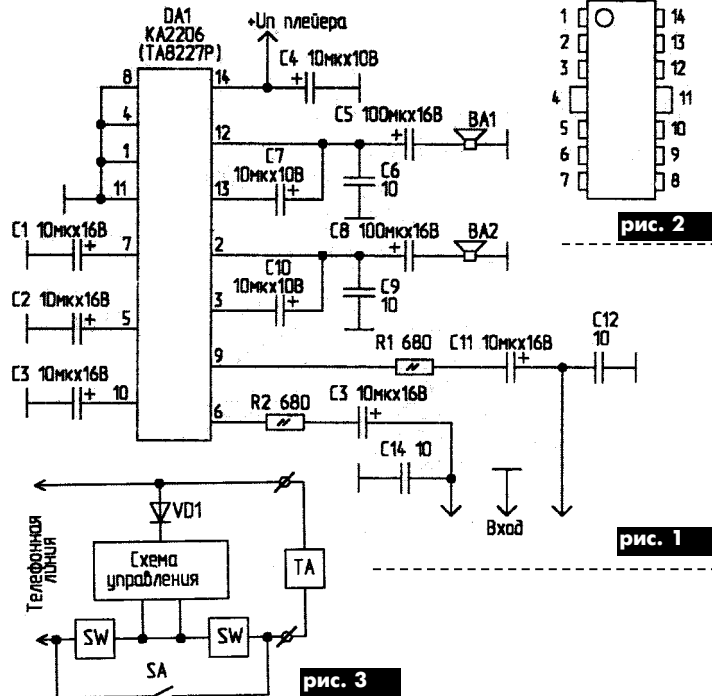 DA1
KA2206
(TA8227P)
+Uп плейера
C4 10мкх10В
8
14
4
12
1
11
13
C5 100мкх16В
BA1
C7
10мкх10В
C6
10
C1 10мкх16В
7
2
C8 100мкх16В
BA2
C10
10мкх10В
C9
10
C2 10мкх16В
5
3
C3 10мкх16В
10
9
R1 680
C11 10мкх16В
C12
10
6
R2 680
C3 10мкх16В
C14 10
Вход
рис. 1
1
2
3
4
5
6
7
14
13
12
11
10
9
8
рис. 2
Телефонная
линия
VD1
Схема
управления
TA
SW
SW
SA
рис. 3